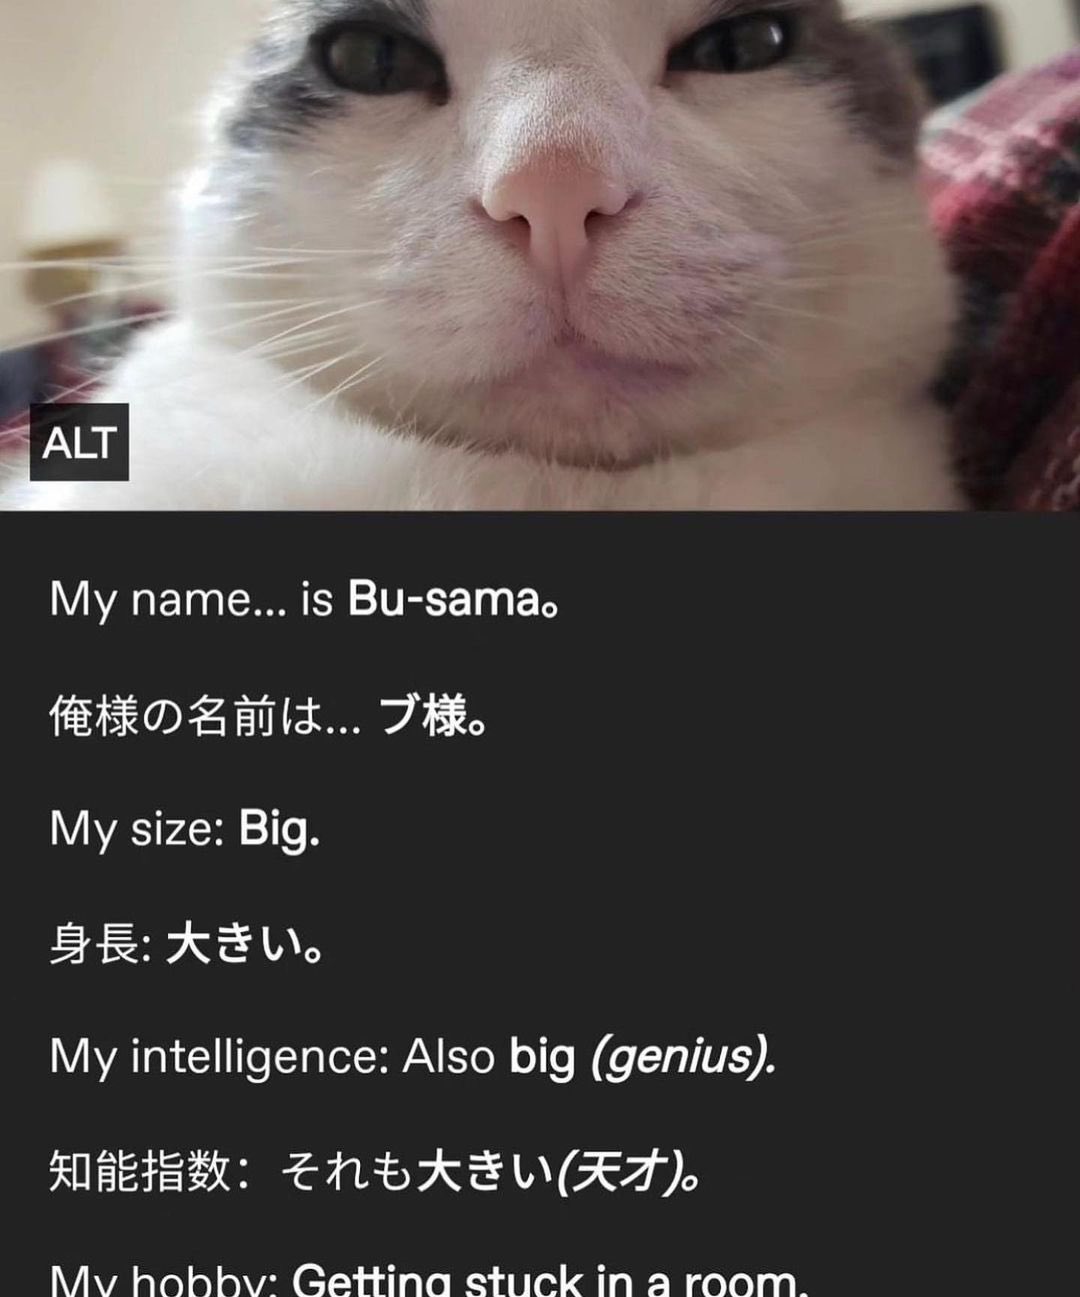 ALT
My name... is Bu-sama。
俺様の名前は... ブ様。
My size: Big.
身長: 大きい。
My intelligence: Also big (genius).
知能指数：それも大きい(天才)。
My hobby: Getting stuck in a room.